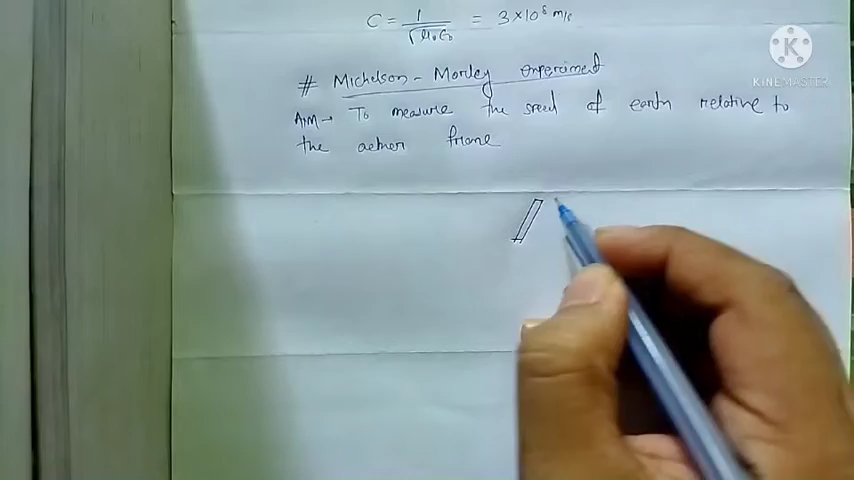 C = 1/√μ₀ε₀ = 3×10⁸ m/s
# Michelson - Morley experiment
AIM → To measure the speed of earth relative to
the aether frame
K
KINEMASTER